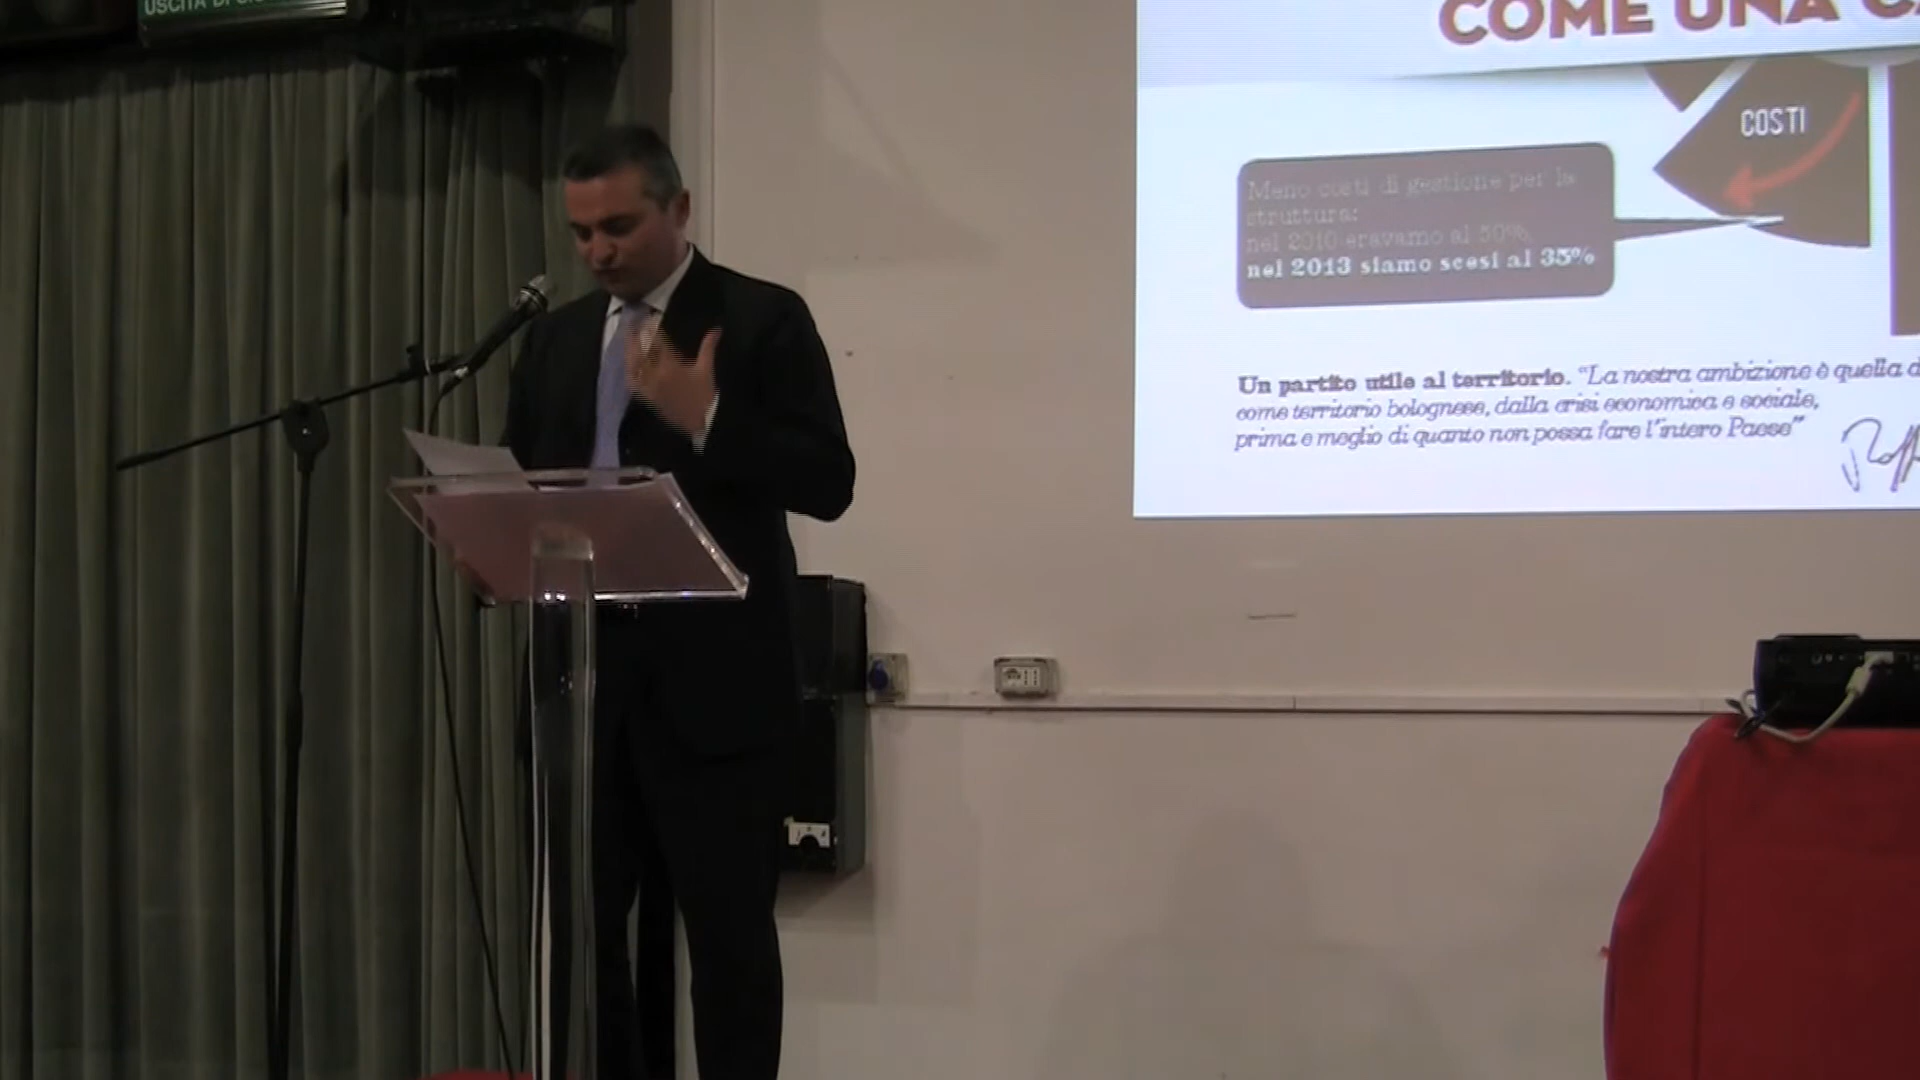 USCITA DI
COME UNA
COSTI
Meno costi di gestione per la
struttura:
nel 2010 eravamo al 50%
nel 2013 siamo scesi al 35%
Un partito utile al territorio. "La nostra ambizione è quella d
come territorio bolognese, dalla crisi economica e sociale,
prima e meglio di quanto non possa fare l'intero Paese"